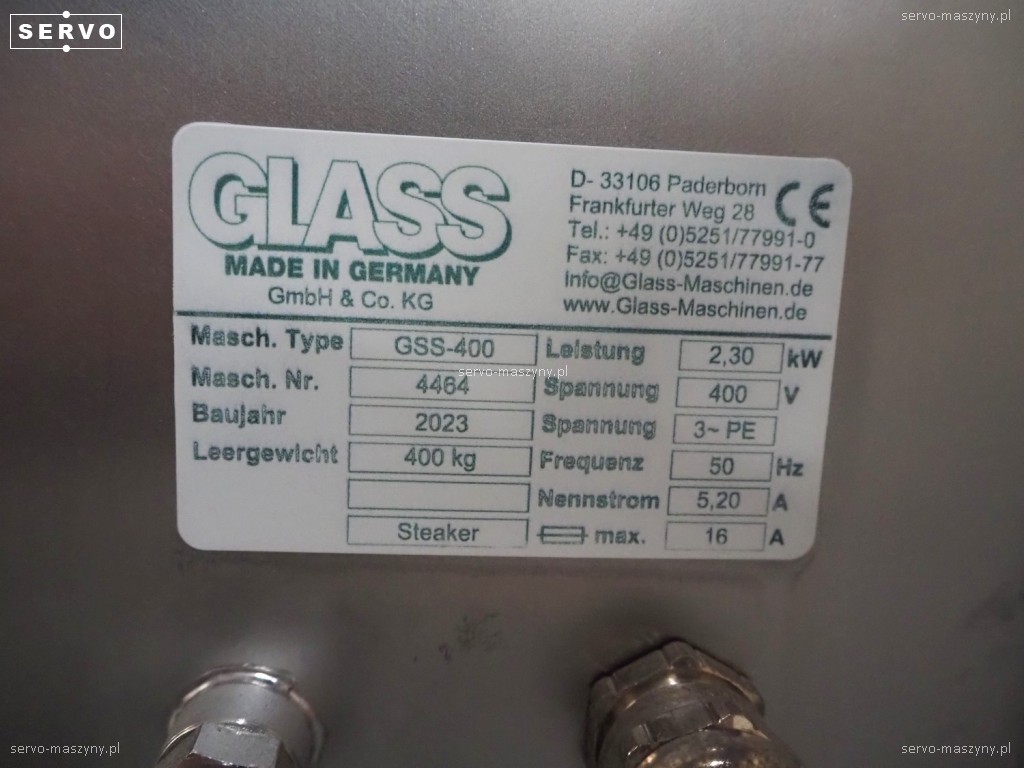 SERVO
servo-maszyny.pl
GLASS
MADE IN GERMANY
GmbH & Co. KG
D- 33106 Paderborn
Frankfurter Weg 28
Tel.: +49 (0)5251/77991-0
Fax: +49 (0)5251/77991-77
Info@Glass-Maschinen.de
www.Glass-Maschinen.de
CE
Masch. Type GSS-400 Leistung 2,30 kW
servo-maszyny.pl
Masch. Nr. 4464 Spannung 400 V
Baujahr 2023 Spannung 3~ PE
Leergewicht 400 kg Frequenz 50 Hz
Nennstrom 5,20 A
Steaker max. 16 A
servo-maszyny.pl
servo-maszyny.pl